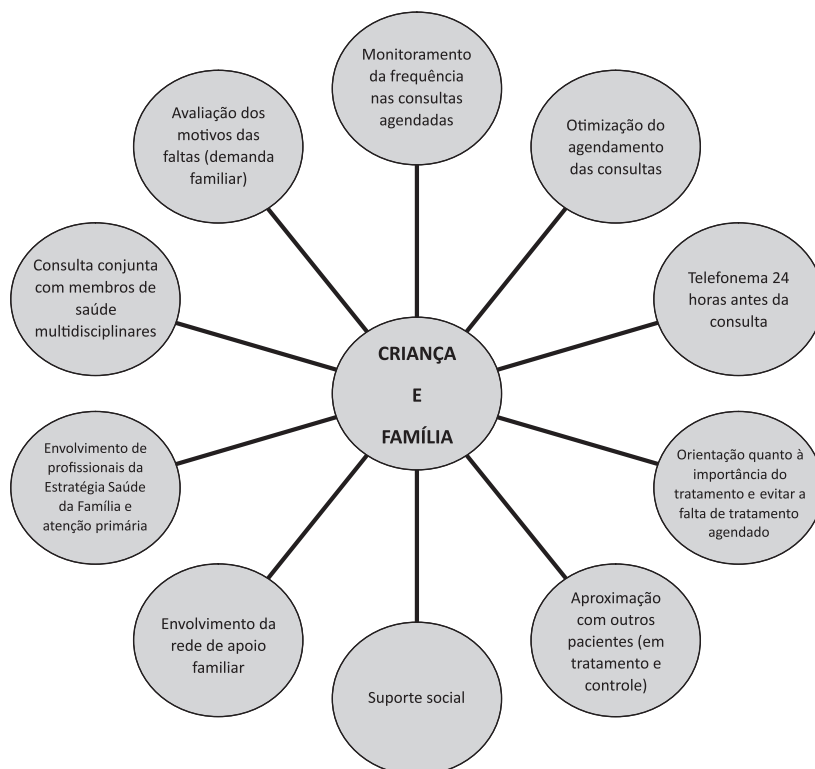 Monitoramento
da frequência
nas consultas
agendadas
Otimização do
agendamento
das consultas
Telefonema 24
horas antes da
consulta
Orientação quanto à
importância do
tratamento e evitar a
falta de tratamento
agendado
Aproximação
com outros
pacientes (em
tratamento e
controle)
Suporte social
Envolvimento da
rede de apoio
familiar
Envolvimento de
profissionais da
Estratégia Saúde
da Família e
atenção primária
Consulta conjunta
com membros de
saúde
multidisciplinares
Avaliação dos
motivos das
faltas (demanda
familiar)
CRIANÇA
E
FAMÍLIA